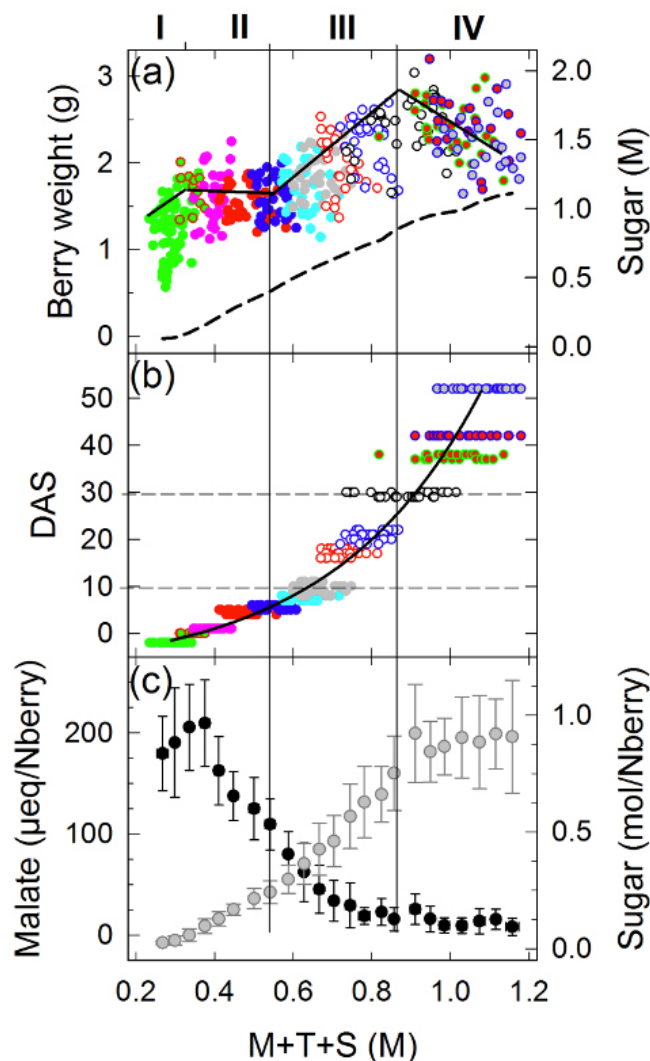 I II III IV
(a)
Berry weight (g)
3
2
1
0
Sugar (M)
2.0
1.5
1.0
0.5
0.0
(b)
DAS
50
40
30
20
10
0
(c)
Malate (µeq/Nberry)
200
100
0
Sugar (mol/Nberry)
1.0
0.5
0.0
0.2 0.4 0.6 0.8 1.0 1.2
M+T+S (M)